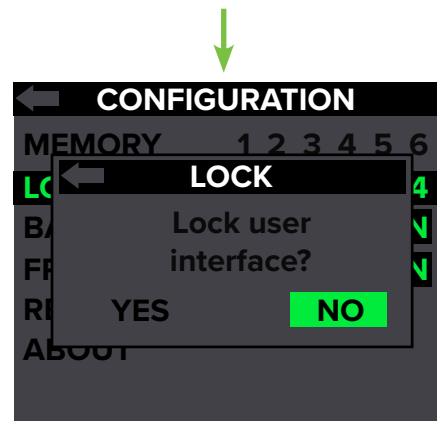 CONFIGURATION
MEMORY 1 2 3 4 5 6
LOCK
Lock user
interface?
YES NO
ABOUT